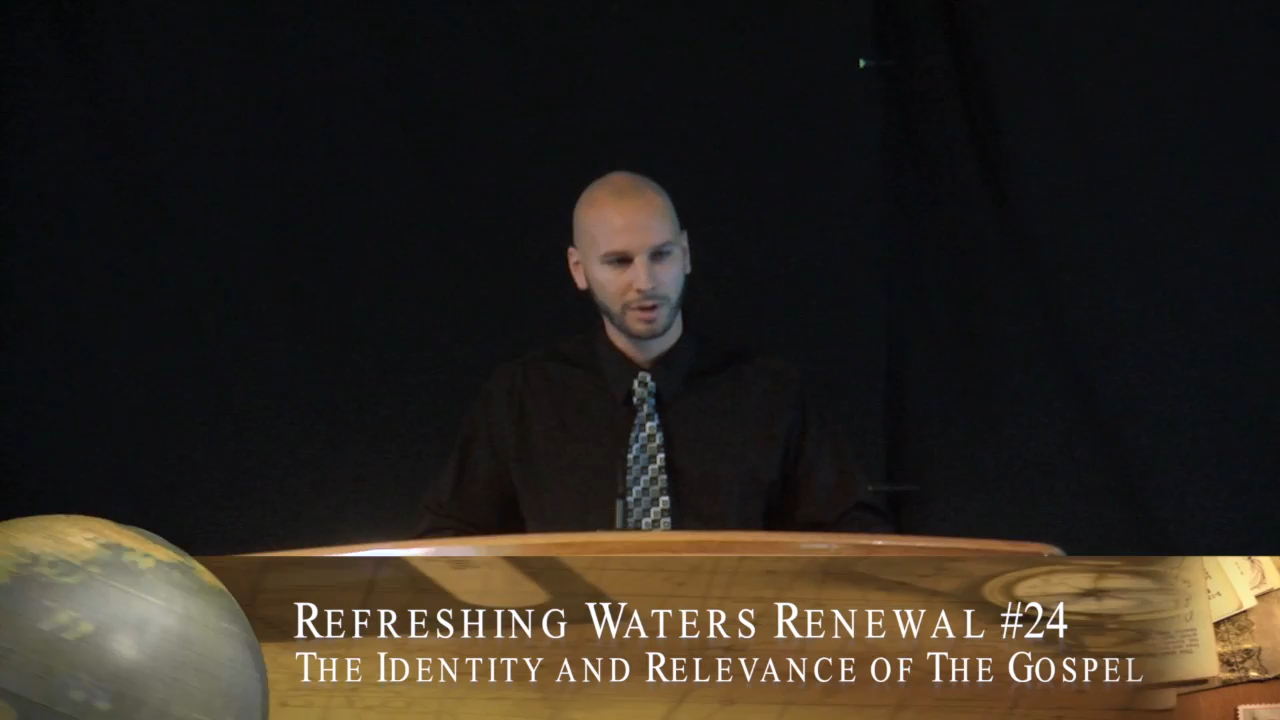 REFRESHING WATERS RENEWAL #24
THE IDENTITY AND RELEVANCE OF THE GOSPEL